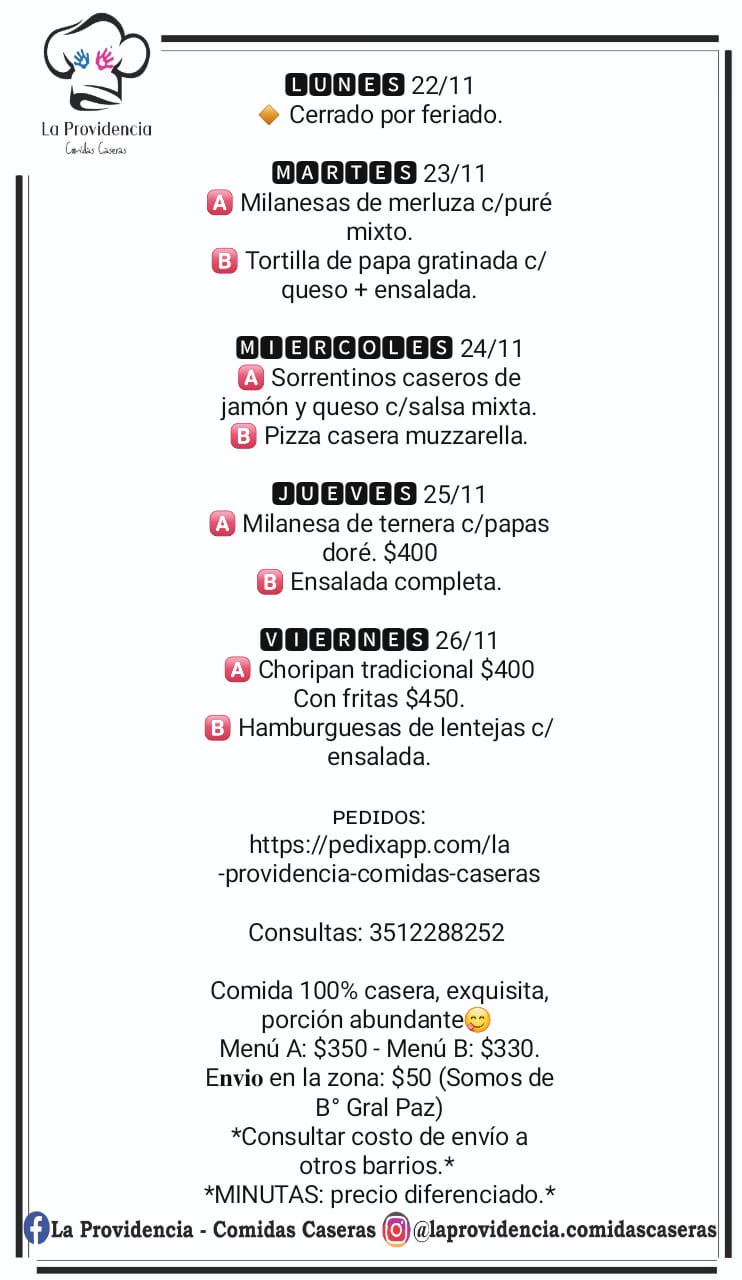 La Providencia
Comidas Caseras
LUNES 22/11
🔸 Cerrado por feriado.
MARTES 23/11
🅰️ Milanesas de merluza c/puré
mixto.
🅱️ Tortilla de papa gratinada c/
queso + ensalada.
MIERCOLES 24/11
🅰️ Sorrentinos caseros de
jamón y queso c/salsa mixta.
🅱️ Pizza casera muzzarella.
JUEVES 25/11
🅰️ Milanesa de ternera c/papas
doré. $400
🅱️ Ensalada completa.
VIERNES 26/11
🅰️ Choripan tradicional $400
Con fritas $450.
🅱️ Hamburguesas de lentejas c/
ensalada.
ᴘᴇᴅɪᴅᴏs:
https://pedixapp.com/la
-providencia-comidas-caseras
Consultas: 3512288252
Comida 100% casera, exquisita,
porción abundante😋
Menú A: $350 - Menú B: $330.
E𝐧𝐯𝐢𝐨 en la zona: $50 (Somos de
B° Gral Paz)
*Consultar costo de envío a
otros barrios.*
*MINUTAS: precio diferenciado.*
La Providencia - Comidas Caseras @laprovidencia.comidascaseras